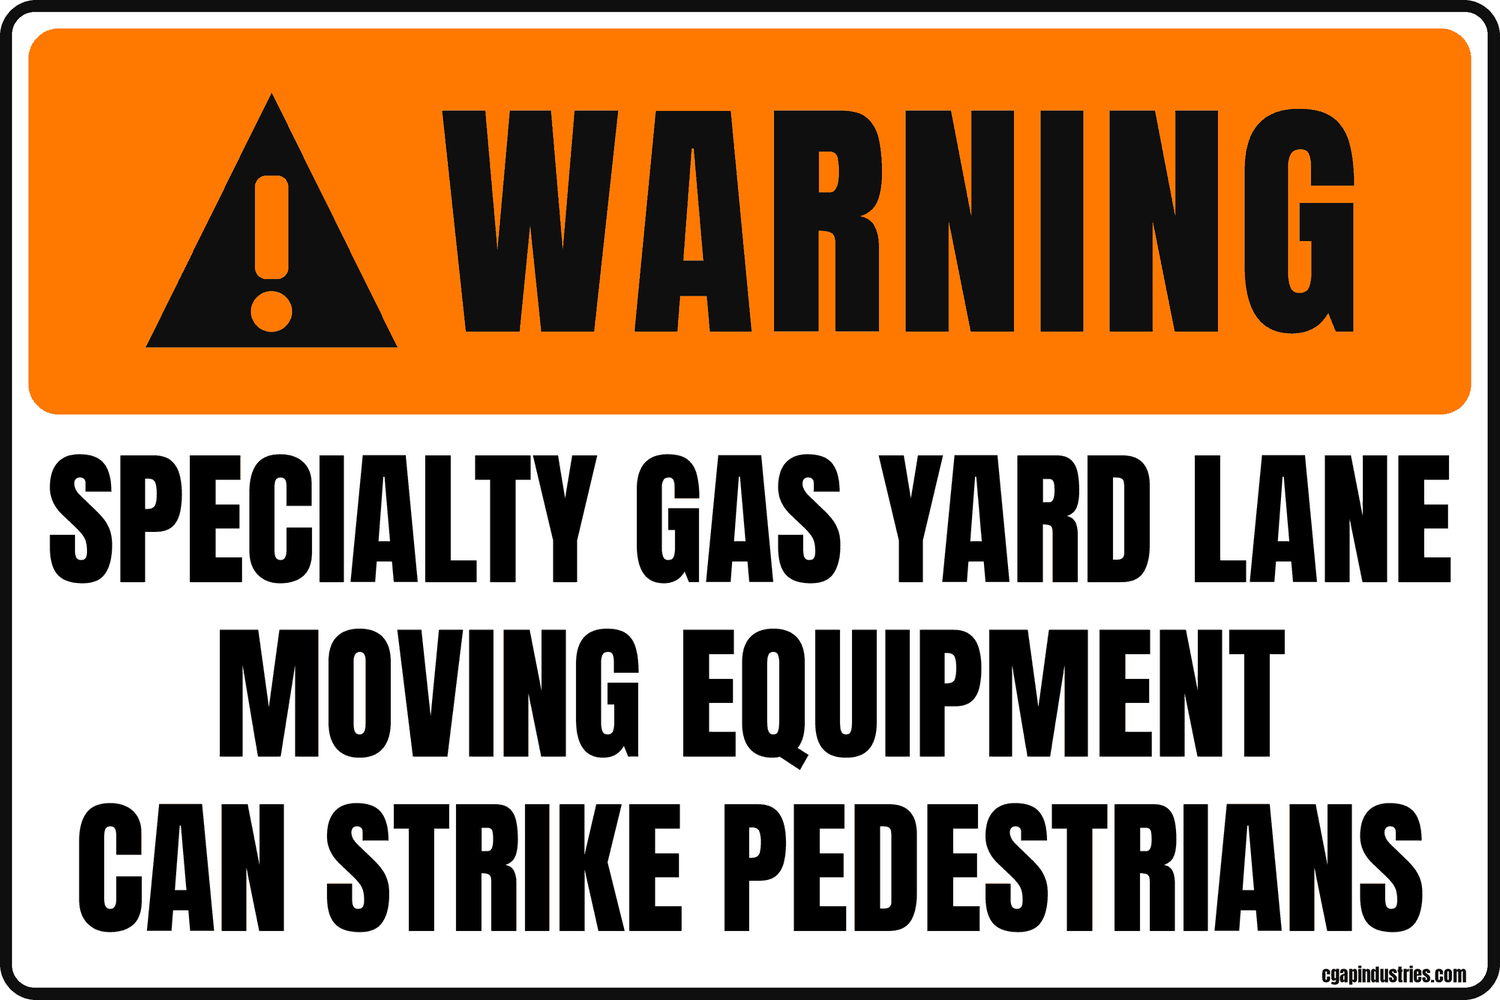 WARNING
SPECIALTY GAS YARD LANE
MOVING EQUIPMENT
CAN STRIKE PEDESTRIANS
cgapindustries.com